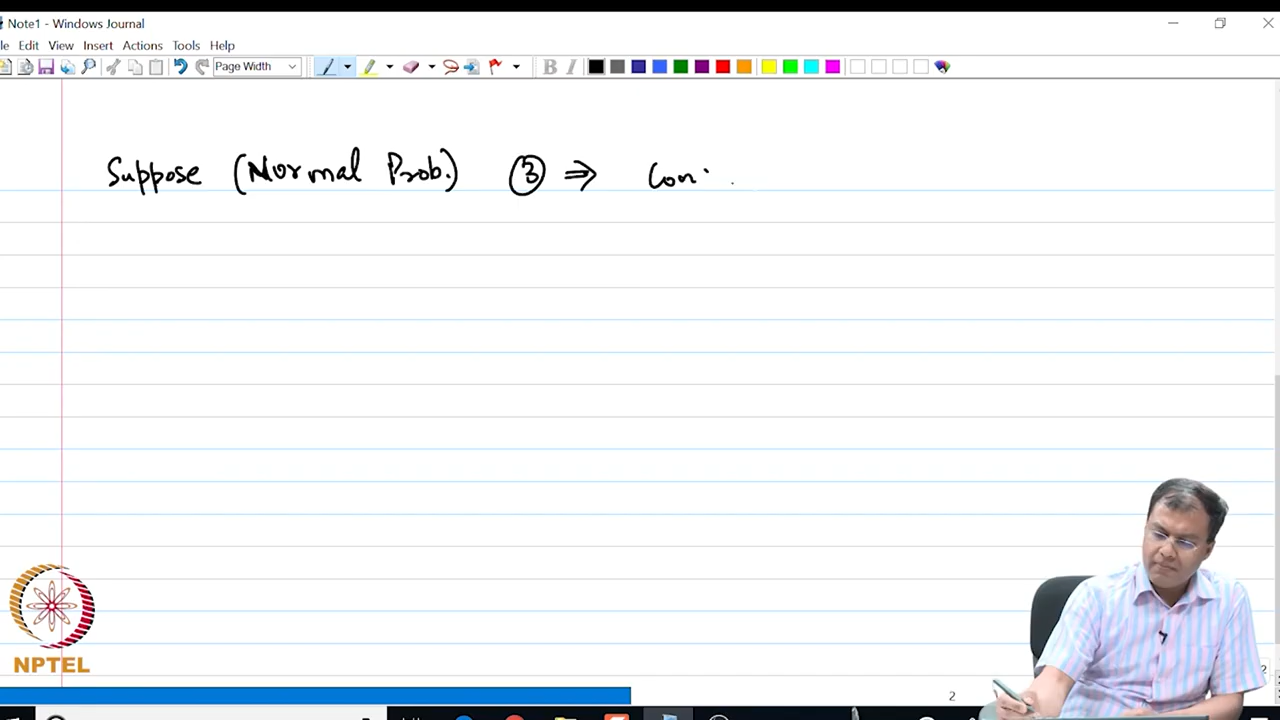 Note1 - Windows Journal
le Edit View Insert Actions Tools Help
Page Width B I
Suppose (Normal Prob.) ③ ⇒ Con
NPTEL
2
2